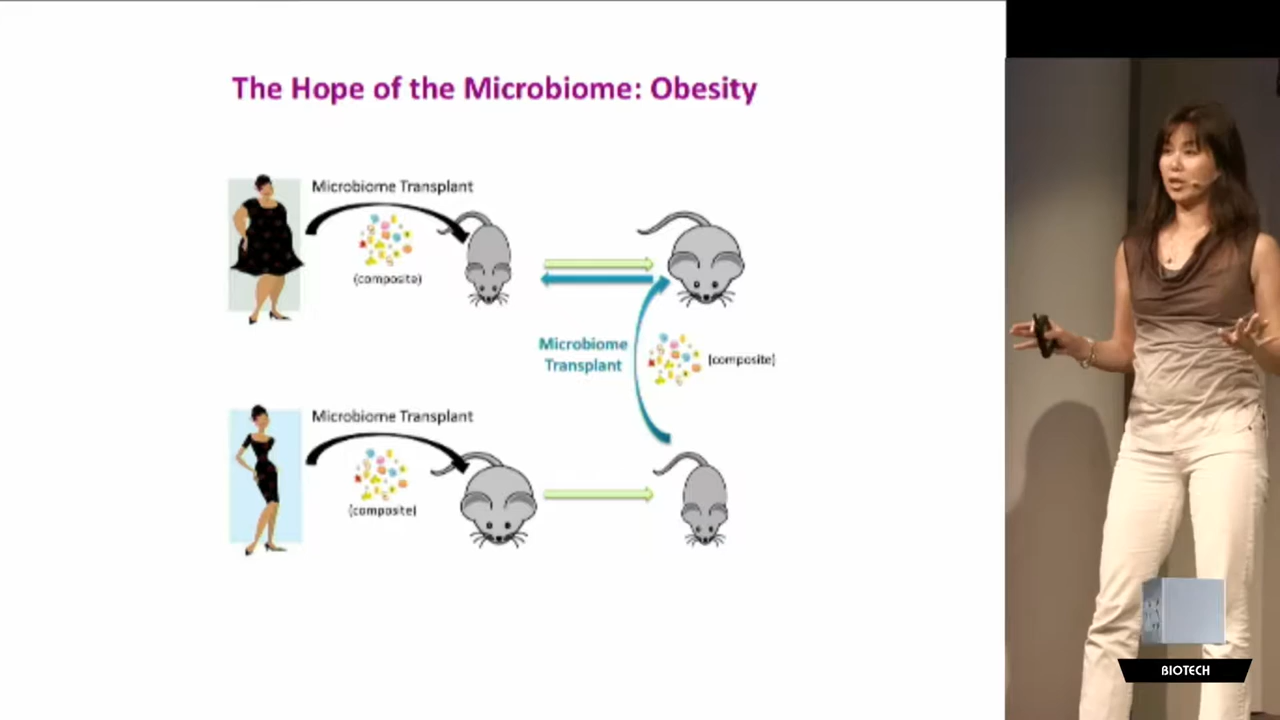 The Hope of the Microbiome: Obesity
Microbiome Transplant
(composite)
Microbiome
Transplant
(composite)
Microbiome Transplant
(composite)
BIOTECH